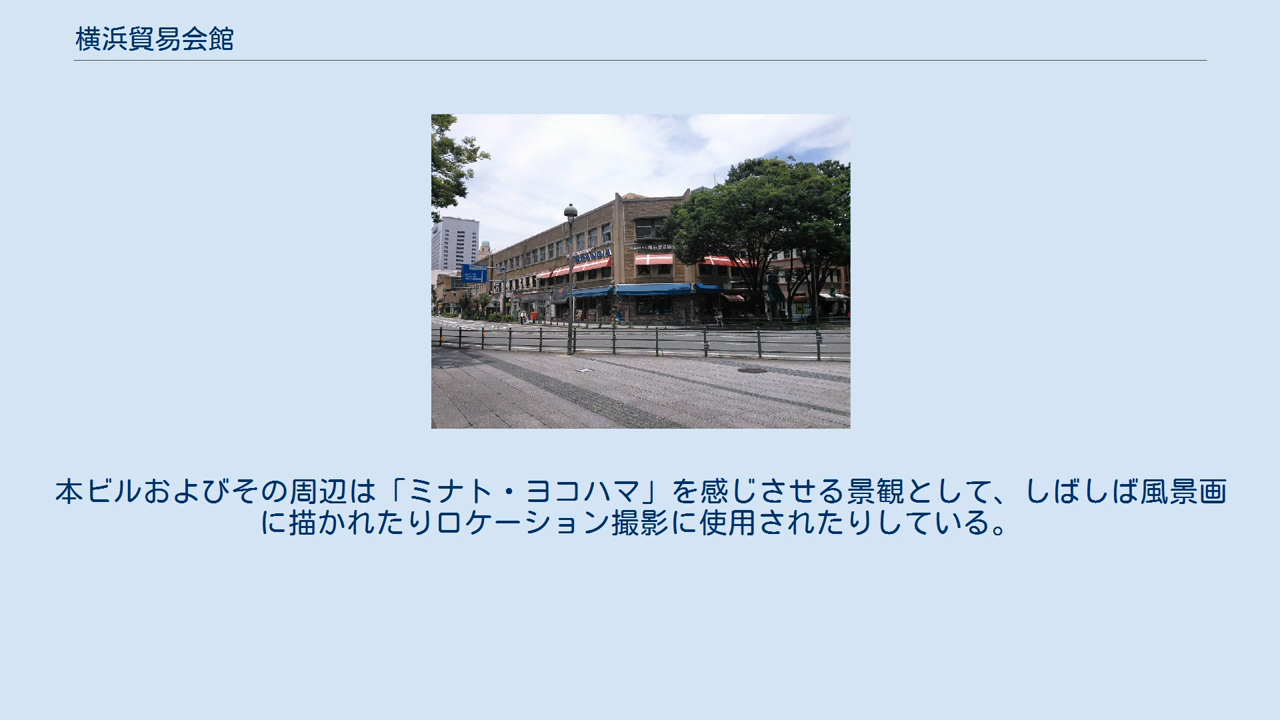 横浜貿易会館
本ビルおよびその周辺は「ミナト・ヨコハマ」を感じさせる景観として、しばしば風景画
に描かれたりロケーション撮影に使用されたりしている。